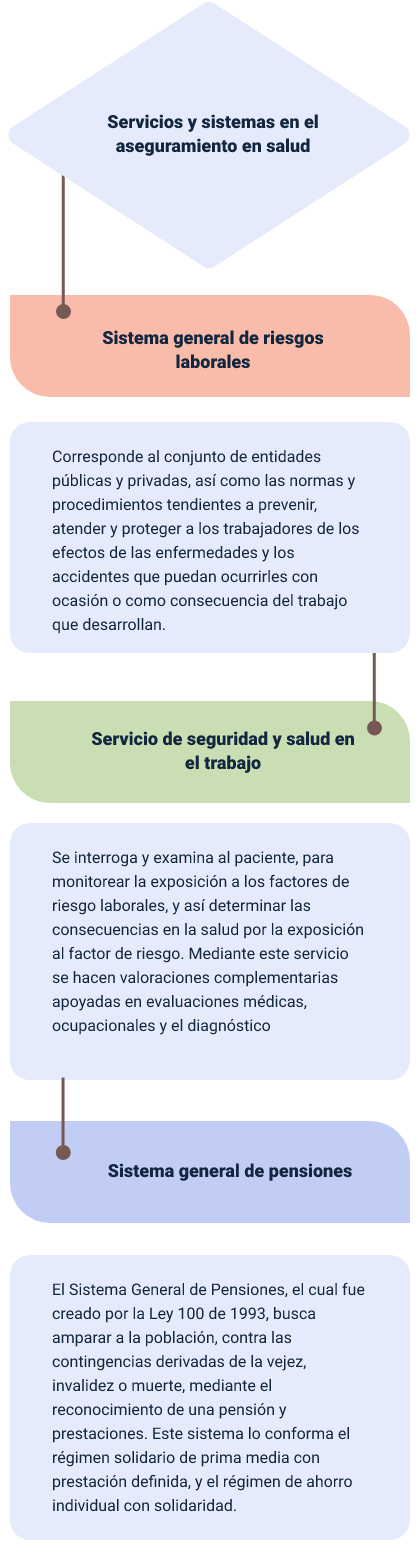 Servicios y sistemas en el
aseguramiento en salud
Sistema general de riesgos
laborales
Corresponde al conjunto de entidades
públicas y privadas, así como las normas y
procedimientos tendientes a prevenir,
atender y proteger a los trabajadores de los
efectos de las enfermedades y los
accidentes que puedan ocurrirles con
ocasión o como consecuencia del trabajo
que desarrollan.
Servicio de seguridad y salud en
el trabajo
Se interroga y examina al paciente, para
monitorear la exposición a los factores de
riesgo laborales, y así determinar las
consecuencias en la salud por la exposición
al factor de riesgo. Mediante este servicio
se hacen valoraciones complementarias
apoyadas en evaluaciones médicas,
ocupacionales y el diagnóstico
Sistema general de pensiones
El Sistema General de Pensiones, el cual fue
creado por la Ley 100 de 1993, busca
amparar a la población, contra las
contingencias derivadas de la vejez,
invalidez o muerte, mediante el
reconocimiento de una pensión y
prestaciones. Este sistema lo conforma el
régimen solidario de prima media con
prestación definida, y el régimen de ahorro
individual con solidaridad.